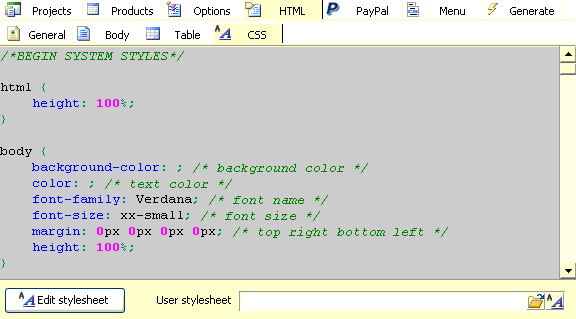 Projects Products Options HTML PayPal Menu Generate
General Body Table CSS
/*BEGIN SYSTEM STYLES*/
html {
height: 100%;
}
body {
background-color: ; /* background color */
color: ; /* text color */
font-family: Verdana; /* font name */
font-size: xx-small; /* font size */
margin: 0px 0px 0px 0px; /* top right bottom left */
height: 100%;
}
Edit stylesheet User stylesheet